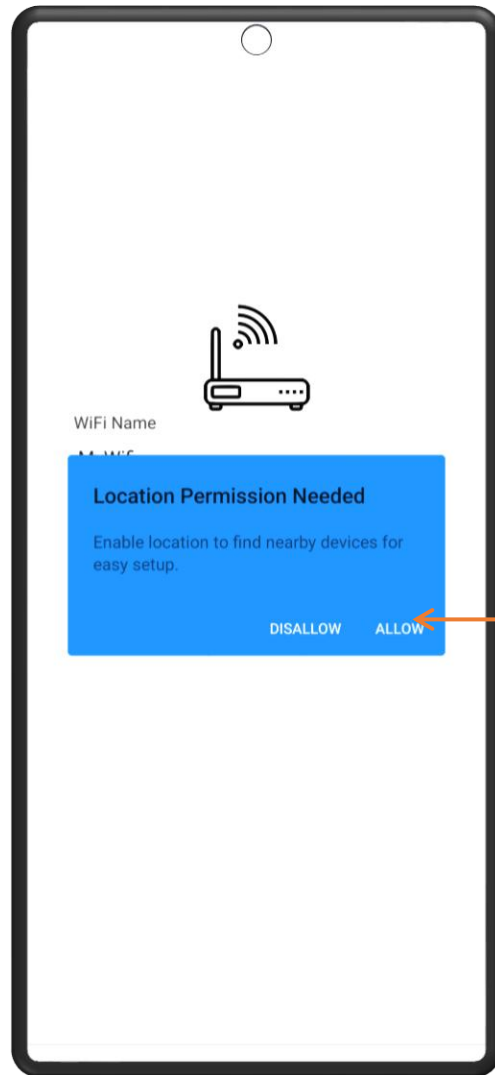 WiFi Name
Location Permission Needed
Enable location to find nearby devices for
easy setup.
DISALLOW ALLOW